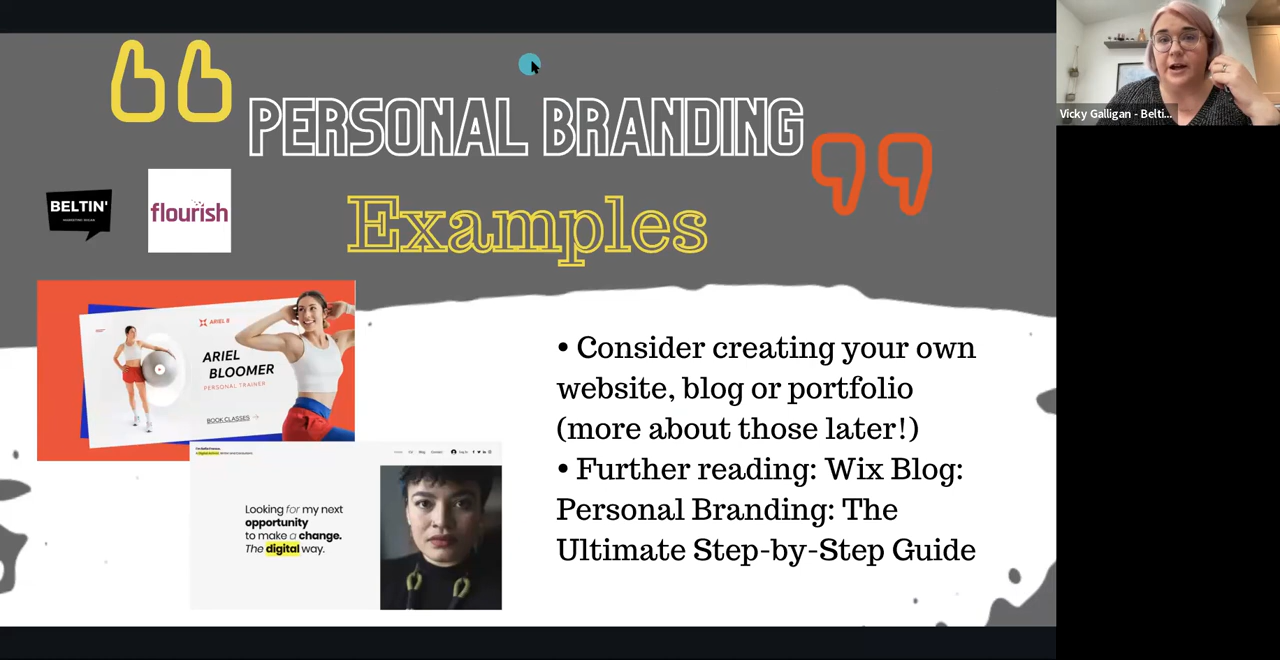 PERSONAL BRANDING
Examples
Vicky Galligan - Belti...
BELTIN'
flourish
ARIEL B
ARIEL
BLOOMER
PERSONAL TRAINER
BOOK CLASSES
Looking for my next
opportunity
to make a change.
The digital way.
• Consider creating your own
website, blog or portfolio
(more about those later!)
• Further reading: Wix Blog:
Personal Branding: The
Ultimate Step-by-Step Guide